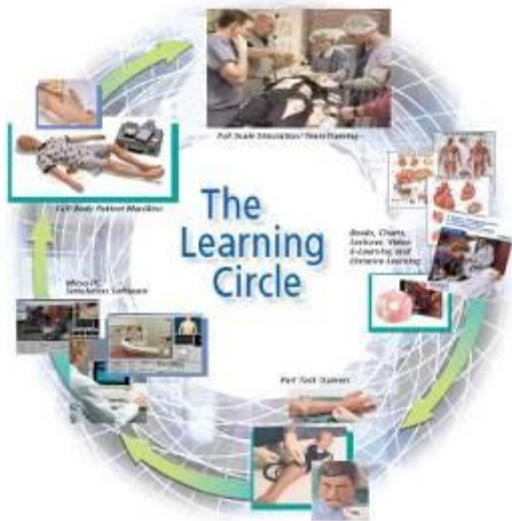 Full Scale Simulation/Team Training
Full Body Patient Manikins
The
Learning
Circle
Books, Charts,
Lectures, Video
E-Learning and
Distance Learning
Micro PC
Simulation Software
Part Task Trainers